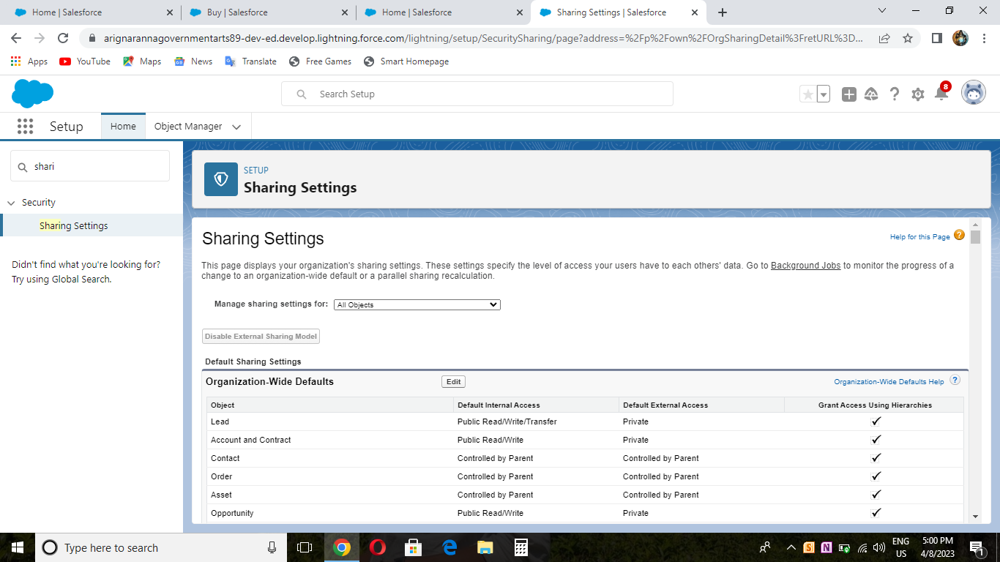 Home | Salesforce
Buy | Salesforce
Home | Salesforce
Sharing Settings | Salesforce
arignarannagovernmentarts89-dev-ed.develop.lightning.force.com/lightning/setup/SecuritySharing/page?address=%2Fp%2Fown%2FOrgSharingDetail%3FretURL%3D...
Apps
YouTube
Maps
News
Translate
Free Games
Smart Homepage
Search Setup
8
Setup
Home
Object Manager
shari
Security
Sharing Settings
Didn't find what you're looking for?
Try using Global Search.
SETUP
Sharing Settings
Sharing Settings
Help for this Page ?
This page displays your organization's sharing settings. These settings specify the level of access your users have to each others' data. Go to Background Jobs to monitor the progress of a
change to an organization-wide default or a parallel sharing recalculation.
Manage sharing settings for: All Objects
Disable External Sharing Model
Default Sharing Settings
Organization-Wide Defaults Edit Organization-Wide Defaults Help ?
Object Default Internal Access Default External Access Grant Access Using Hierarchies
Lead Public Read/Write/Transfer Private ✓
Account and Contract Public Read/Write Private ✓
Contact Controlled by Parent Controlled by Parent ✓
Order Controlled by Parent Controlled by Parent ✓
Asset Controlled by Parent Controlled by Parent ✓
Opportunity Public Read/Write Private ✓
Type here to search
S
N
ENG
US
5:00 PM
4/8/2023
1